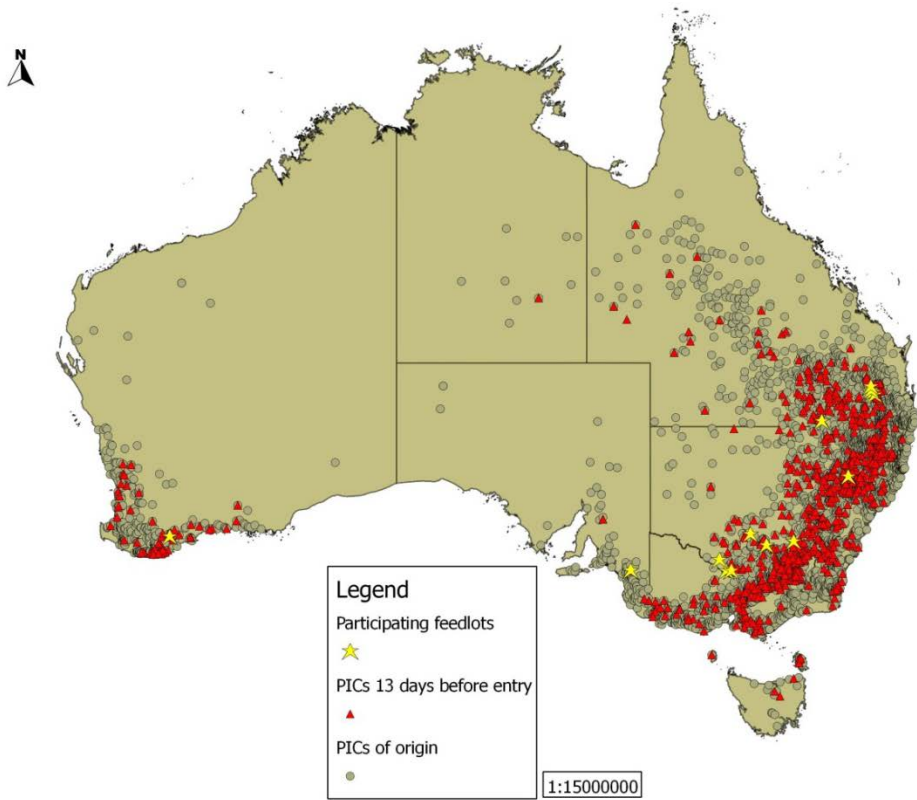 N
Legend
Participating feedlots
PICs 13 days before entry
PICs of origin
1:15000000